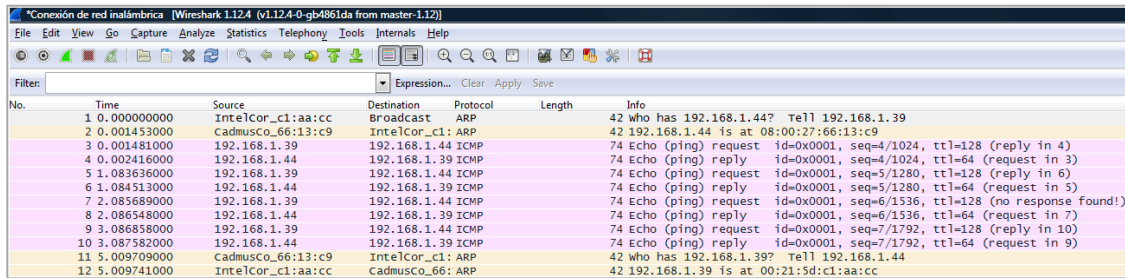 *Conexión de red inalámbrica [Wireshark 1.12.4 (v1.12.4-0-gb4861da from master-1.12)]
File Edit View Go Capture Analyze Statistics Telephony Tools Internals Help
Filter: Expression... Clear Apply Save
No. Time Source Destination Protocol Length Info
1 0.000000000 IntelCor_c1:aa:cc Broadcast ARP 42 Who has 192.168.1.44? Tell 192.168.1.39
2 0.001453000 CadmusCo_66:13:c9 IntelCor_c1: ARP 42 192.168.1.44 is at 08:00:27:66:13:c9
3 0.001481000 192.168.1.39 192.168.1.44 ICMP 74 Echo (ping) request id=0x0001, seq=4/1024, ttl=128 (reply in 4)
4 0.002416000 192.168.1.44 192.168.1.39 ICMP 74 Echo (ping) reply id=0x0001, seq=4/1024, ttl=64 (request in 3)
5 1.083636000 192.168.1.39 192.168.1.44 ICMP 74 Echo (ping) request id=0x0001, seq=5/1280, ttl=128 (reply in 6)
6 1.084513000 192.168.1.44 192.168.1.39 ICMP 74 Echo (ping) reply id=0x0001, seq=5/1280, ttl=64 (request in 5)
7 2.085689000 192.168.1.39 192.168.1.44 ICMP 74 Echo (ping) request id=0x0001, seq=6/1536, ttl=128 (no response found!)
8 2.086548000 192.168.1.44 192.168.1.39 ICMP 74 Echo (ping) reply id=0x0001, seq=6/1536, ttl=64 (request in 7)
9 3.086858000 192.168.1.39 192.168.1.44 ICMP 74 Echo (ping) request id=0x0001, seq=7/1792, ttl=128 (reply in 10)
10 3.087582000 192.168.1.44 192.168.1.39 ICMP 74 Echo (ping) reply id=0x0001, seq=7/1792, ttl=64 (request in 9)
11 5.009709000 CadmusCo_66:13:c9 IntelCor_c1: ARP 42 Who has 192.168.1.39? Tell 192.168.1.44
12 5.009741000 IntelCor_c1:aa:cc CadmusCo_66: ARP 42 192.168.1.39 is at 00:21:5d:c1:aa:cc